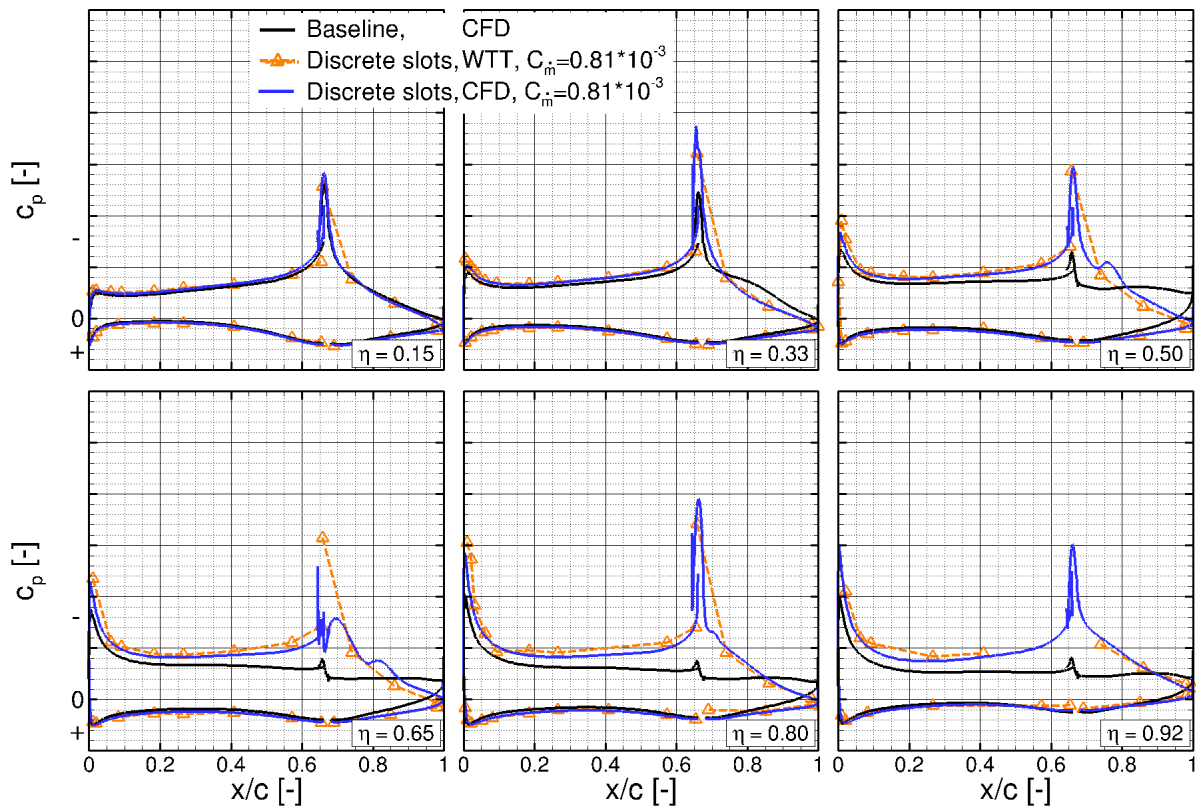 Baseline, CFD
Discrete slots, WTT, Cṁ=0.81*10-3
Discrete slots, CFD, Cṁ=0.81*10-3
cp [-]
-
0
+
η = 0.15
η = 0.33
η = 0.50
cp [-]
-
0
+
η = 0.65
η = 0.80
η = 0.92
0 0.2 0.4 0.6 0.8 0 0.2 0.4 0.6 0.8 0 0.2 0.4 0.6 0.8 1
x/c [-] x/c [-] x/c [-]